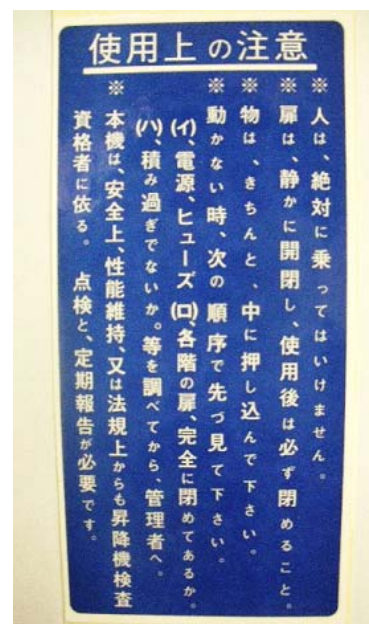 使用上の注意
※人は、絶対に乗ってはいけません。
※扉は、静かに開閉し、使用後は必ず閉めること。
※物は、きちんと、中に押し込んで下さい。
※動かない時、次の順序で先づ見て下さい。
(イ)、電源、ヒューズ(ロ)、各階の扉、完全に閉めてあるか。
(ハ)、積み過ぎでないか。等を調べてから、管理者へ。
※本機は、安全上、性能維持、又は法規上からも昇降機検査
資格者に依る。 点検と、定期報告が必要です。